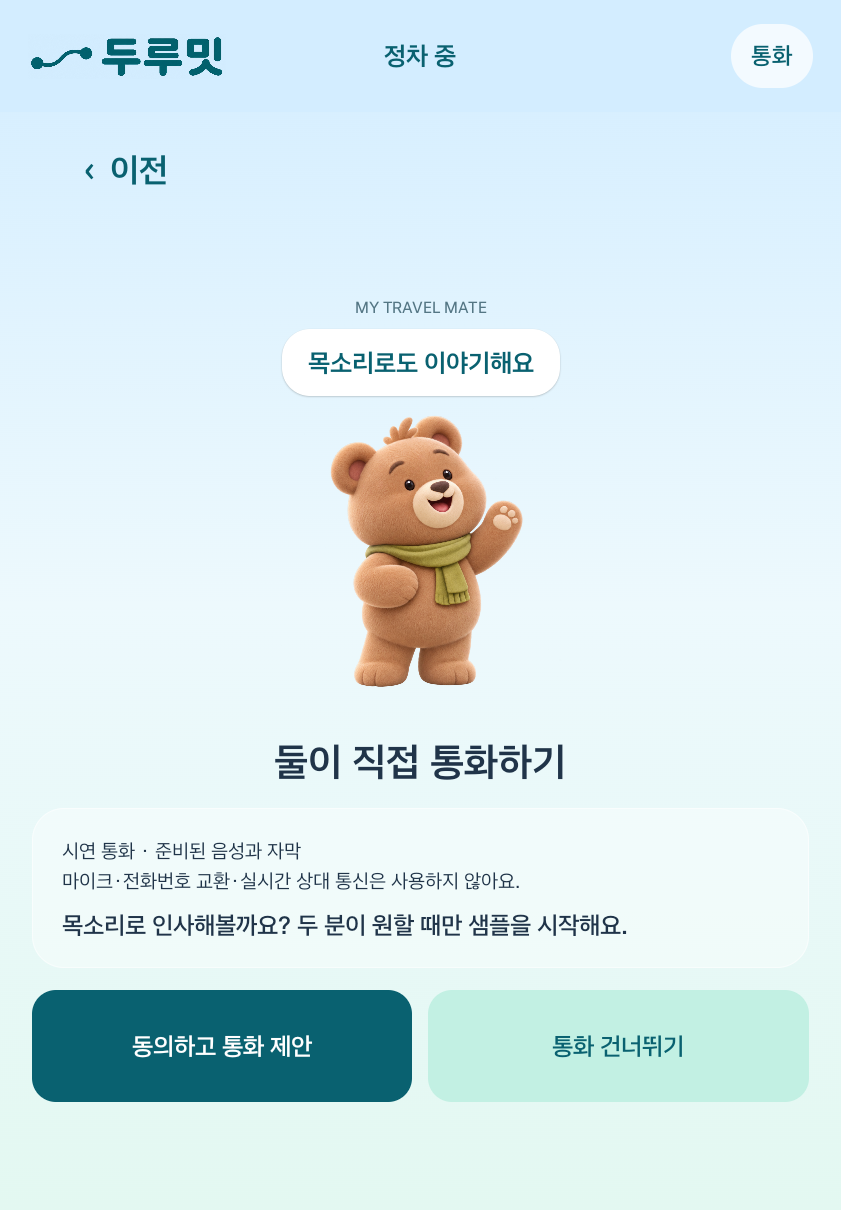 두루밋
정차 중
통화
‹ 이전
MY TRAVEL MATE
목소리로도 이야기해요
둘이 직접 통화하기
시연 통화 · 준비된 음성과 자막
마이크·전화번호 교환·실시간 상대 통신은 사용하지 않아요.
목소리로 인사해볼까요? 두 분이 원할 때만 샘플을 시작해요.
동의하고 통화 제안
통화 건너뛰기